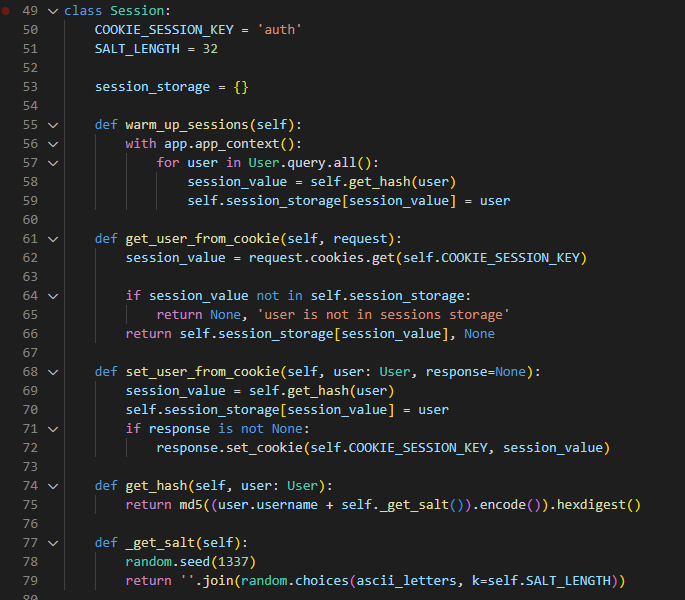 49 class Session:
50 COOKIE_SESSION_KEY = 'auth'
51 SALT_LENGTH = 32
52
53 session_storage = {}
54
55 def warm_up_sessions(self):
56 with app.app_context():
57 for user in User.query.all():
58 session_value = self.get_hash(user)
59 self.session_storage[session_value] = user
60
61 def get_user_from_cookie(self, request):
62 session_value = request.cookies.get(self.COOKIE_SESSION_KEY)
63
64 if session_value not in self.session_storage:
65 return None, 'user is not in sessions storage'
66 return self.session_storage[session_value], None
67
68 def set_user_from_cookie(self, user: User, response=None):
69 session_value = self.get_hash(user)
70 self.session_storage[session_value] = user
71 if response is not None:
72 response.set_cookie(self.COOKIE_SESSION_KEY, session_value)
73
74 def get_hash(self, user: User):
75 return md5((user.username + self._get_salt()).encode()).hexdigest()
76
77 def _get_salt(self):
78 random.seed(1337)
79 return ''.join(random.choices(ascii_letters, k=self.SALT_LENGTH))
80